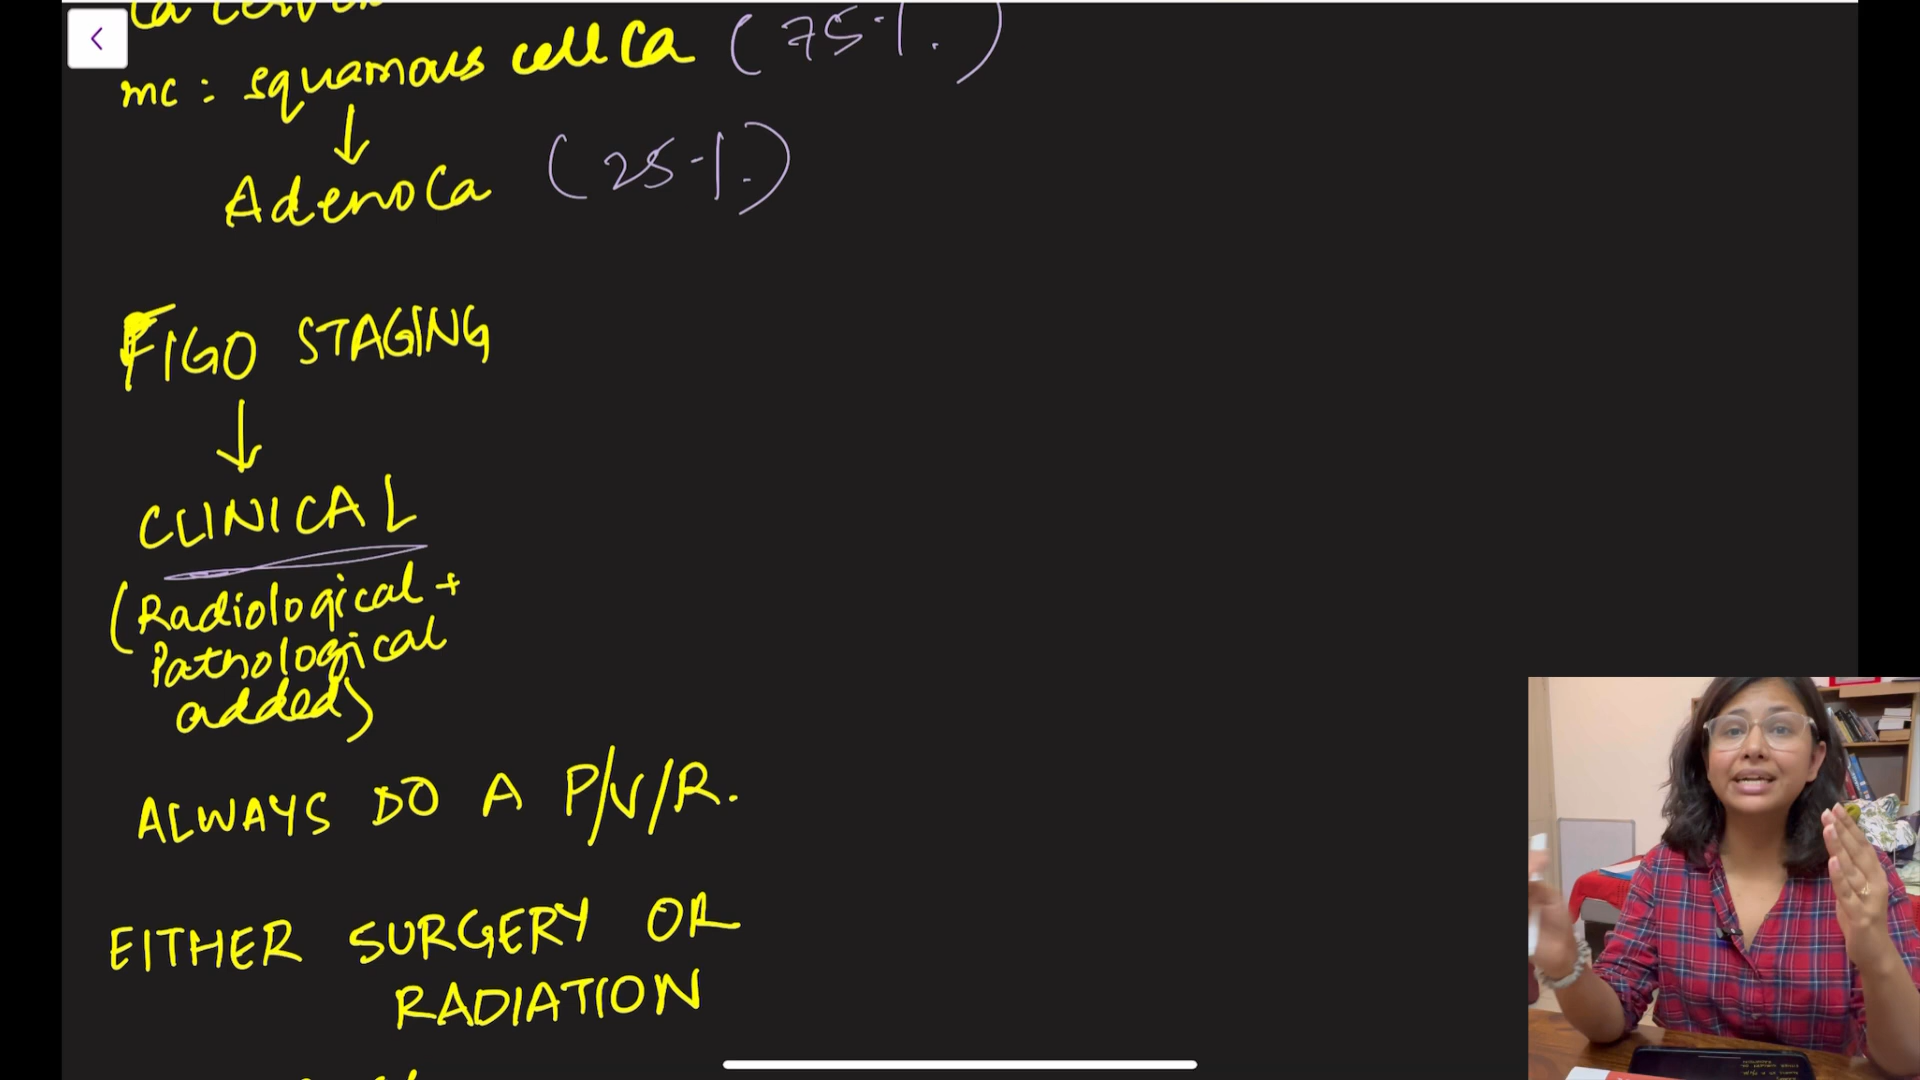 Ca
mc : squamous cell Ca (75%)
↓
AdenoCa (25%)
FIGO STAGING
↓
CLINICAL
(Radiological +
Pathological
added)
ALWAYS DO A P/V/R.
EITHER SURGERY OR
RADIATION